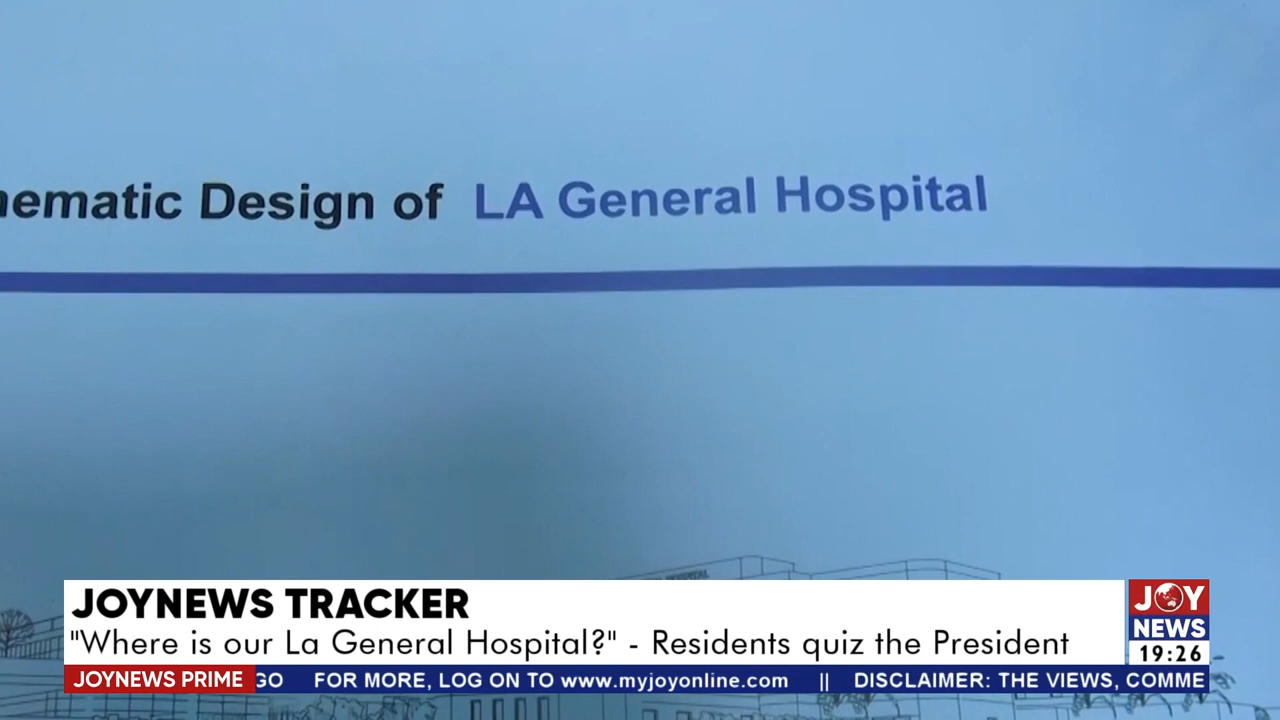 hematic Design of LA General Hospital
JOYNEWS TRACKER
"Where is our La General Hospital?" - Residents quiz the President
JOY
NEWS
19:26
JOYNEWS PRIME
GO FOR MORE, LOG ON TO www.myjoyonline.com || DISCLAIMER: THE VIEWS, COMME